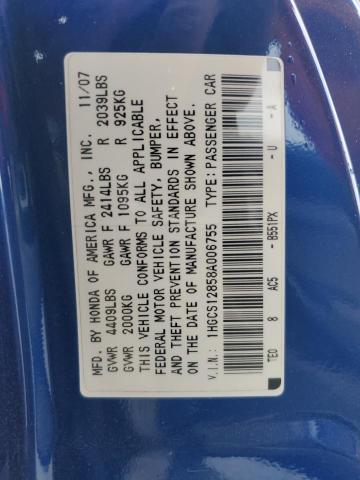 MFD. BY HONDA OF AMERICA MFG., INC. 11/07
GVWR 4409LBS GAWR F 2414LBS R 2039LBS
GVWR 2000KG GAWR F 1095KG R 925KG
THIS VEHICLE CONFORMS TO ALL APPLICABLE
FEDERAL MOTOR VEHICLE SAFETY, BUMPER,
AND THEFT PREVENTION STANDARDS IN EFFECT
ON THE DATE OF MANUFACTURE SHOWN ABOVE.
V.I.N.: 1HGCS12858A006755 TYPE: PASSENGER CAR
TE0 8 AC5 - B551PX - U - A